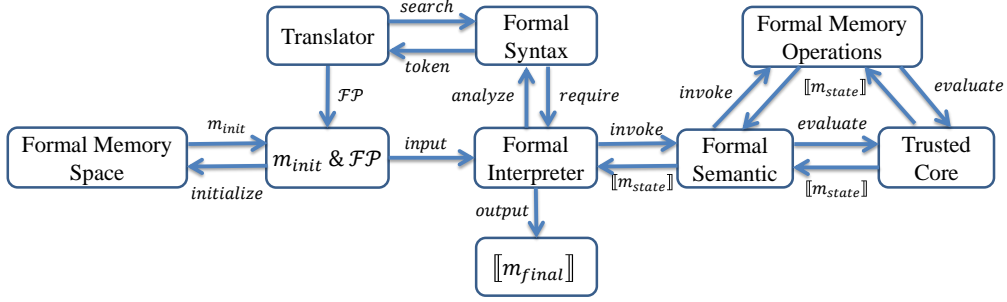 search
Translator
Formal
Syntax
token
Formal Memory
Operations
ℱ𝒫
analyze
require
invoke
⟦m_state⟧
evaluate
Formal Memory
Space
m_init
initialize
m_init & ℱ𝒫
input
Formal
Interpreter
invoke
⟦m_state⟧
Formal
Semantic
evaluate
⟦m_state⟧
Trusted
Core
output
⟦m_final⟧